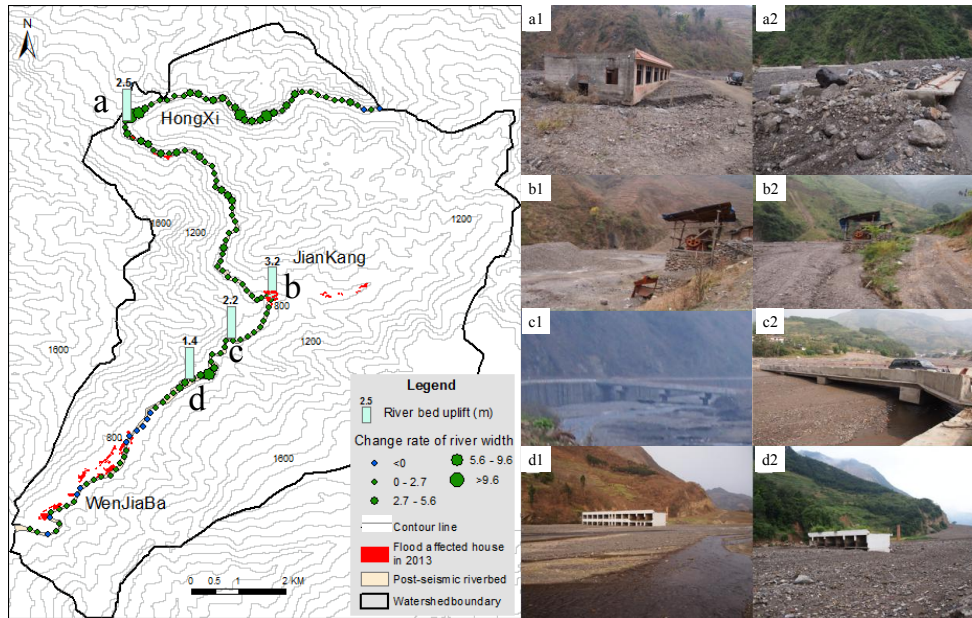 N
2.5
a
HongXi
1600
1200
1200
JianKang
3.2
b
800
2.2
1200
c
1.4
1600
d
800
1600
WenJiaBa
0 0.5 1 2 KM
Legend
2.5
River bed uplift (m)
Change rate of river width
<0
0 - 2.7
2.7 - 5.6
5.6 - 9.6
>9.6
Contour line
Flood affected house
in 2013
Post-seismic riverbed
Watershedboundary
a1
a2
b1
b2
c1
c2
d1
d2